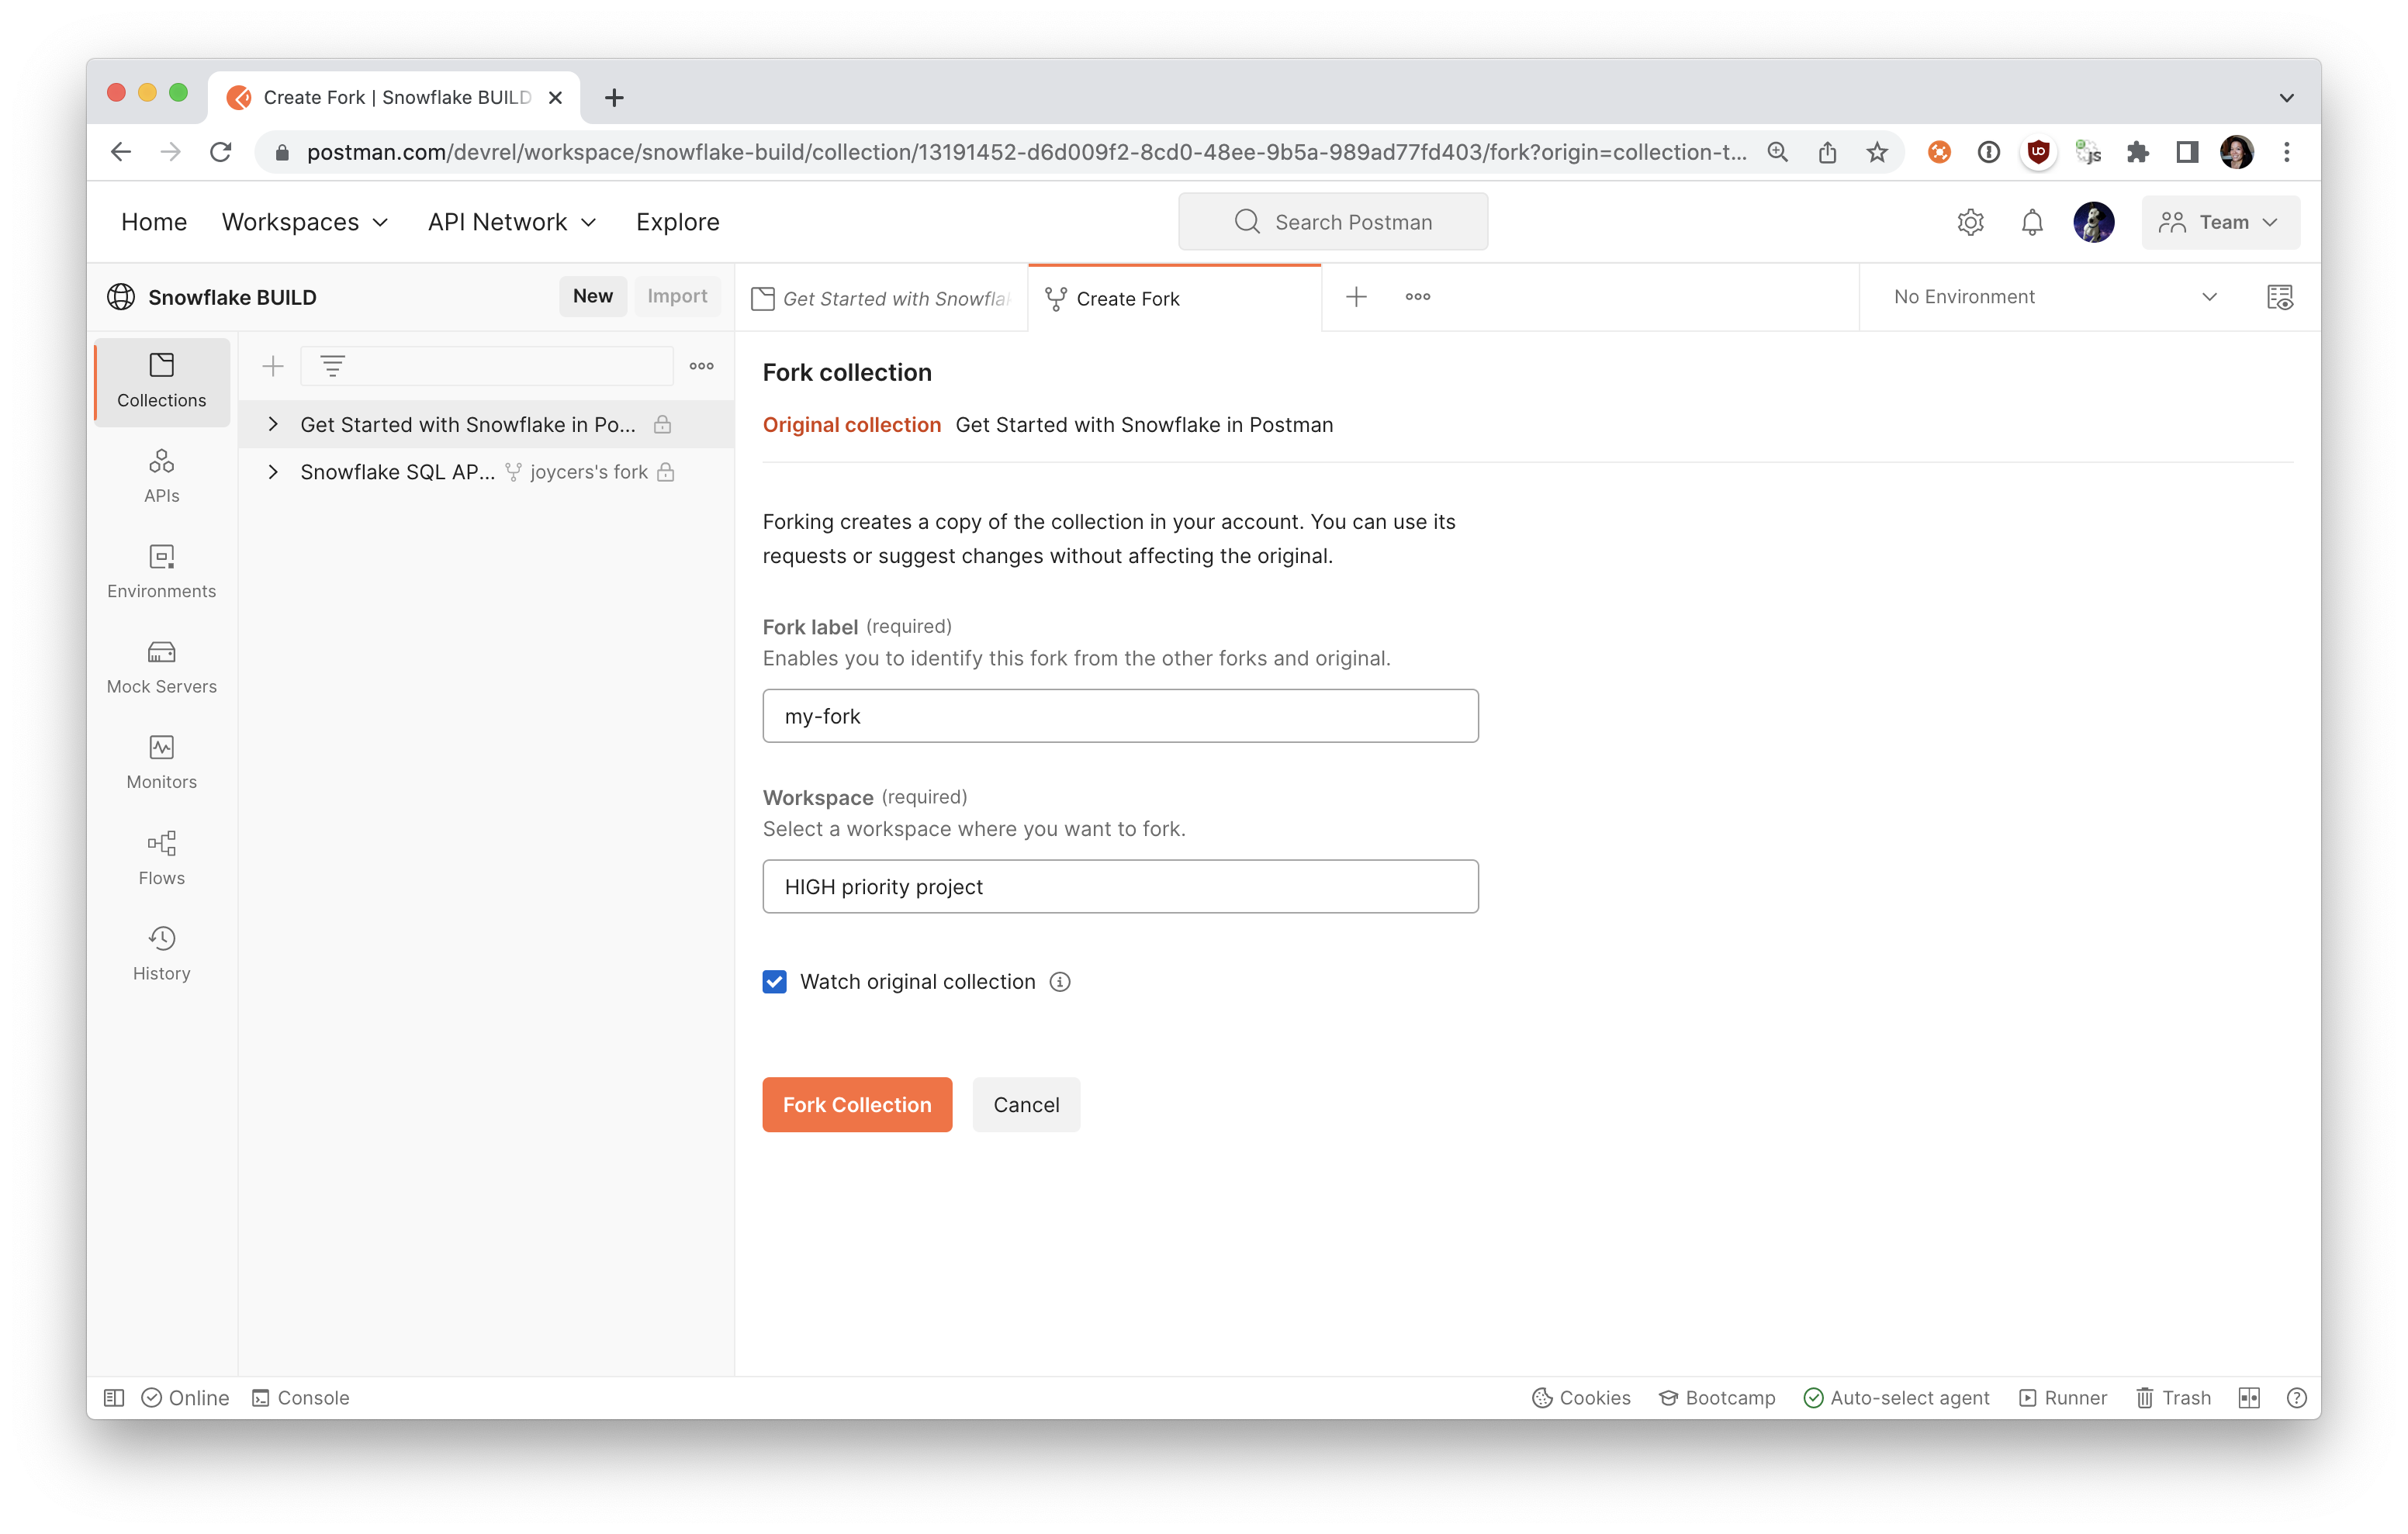 Create Fork | Snowflake BUILD
postman.com/devrel/workspace/snowflake-build/collection/13191452-d6d009f2-8cd0-48ee-9b5a-989ad77fd403/fork?origin=collection-t...
Home Workspaces API Network Explore
Search Postman
Team
Snowflake BUILD
New Import
Get Started with Snowflak
Create Fork
No Environment
Collections
APIs
Environments
Mock Servers
Monitors
Flows
History
Get Started with Snowflake in Po...
Snowflake SQL AP... joycers's fork
Fork collection
Original collection Get Started with Snowflake in Postman
Forking creates a copy of the collection in your account. You can use its
requests or suggest changes without affecting the original.
Fork label (required)
Enables you to identify this fork from the other forks and original.
my-fork
Workspace (required)
Select a workspace where you want to fork.
HIGH priority project
Watch original collection
Fork Collection Cancel
Online Console
Cookies Bootcamp Auto-select agent Runner Trash